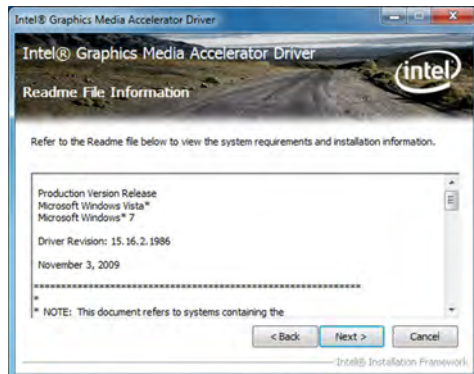 Intel® Graphics Media Accelerator Driver
Intel® Graphics Media Accelerator Driver
intel
Readme File Information
Refer to the Readme file below to view the system requirements and installation information.
Production Version Release
Microsoft Windows Vista*
Microsoft Windows* 7
Driver Revision: 15.16.2.1986
November 3, 2009
*
* NOTE: This document refers to systems containing the
< Back Next > Cancel
Intel® Installation Framework